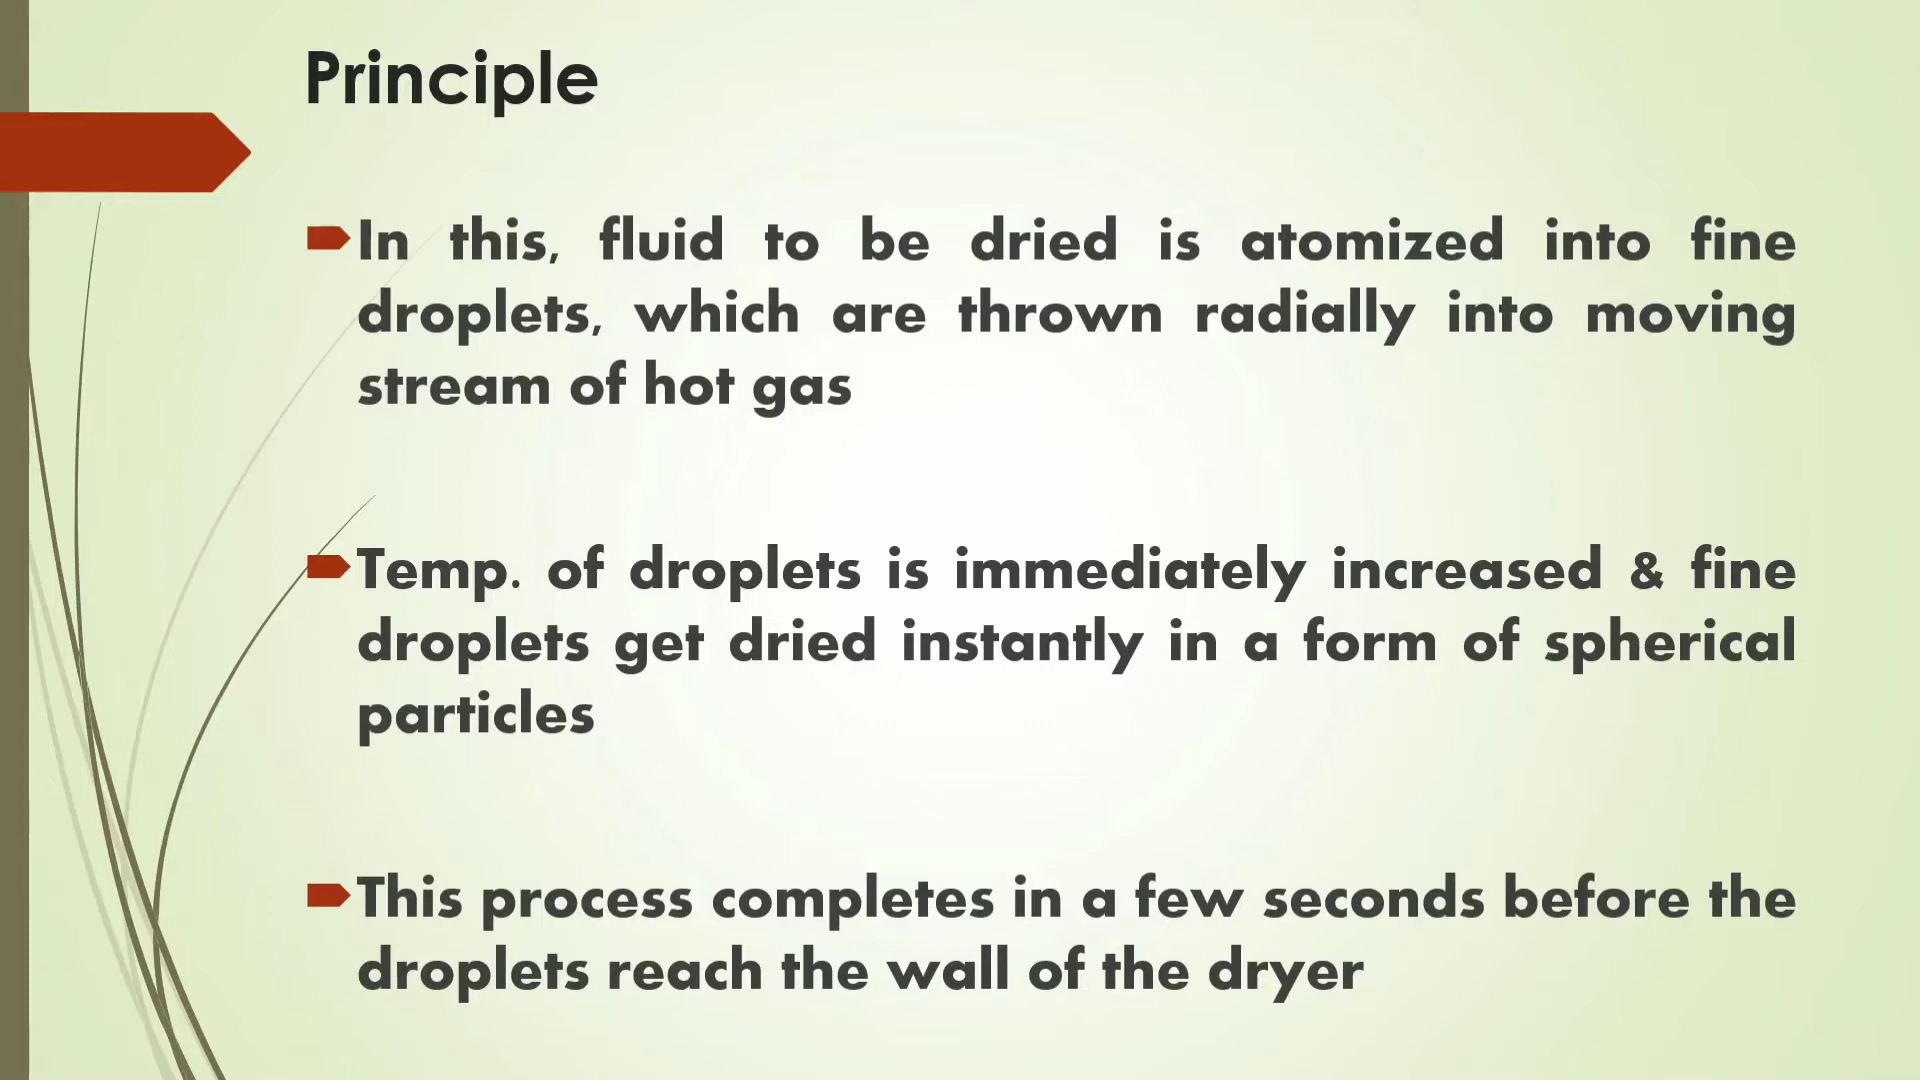 Principle
In this, fluid to be dried is atomized into fine
droplets, which are thrown radially into moving
stream of hot gas
Temp. of droplets is immediately increased & fine
droplets get dried instantly in a form of spherical
particles
This process completes in a few seconds before the
droplets reach the wall of the dryer